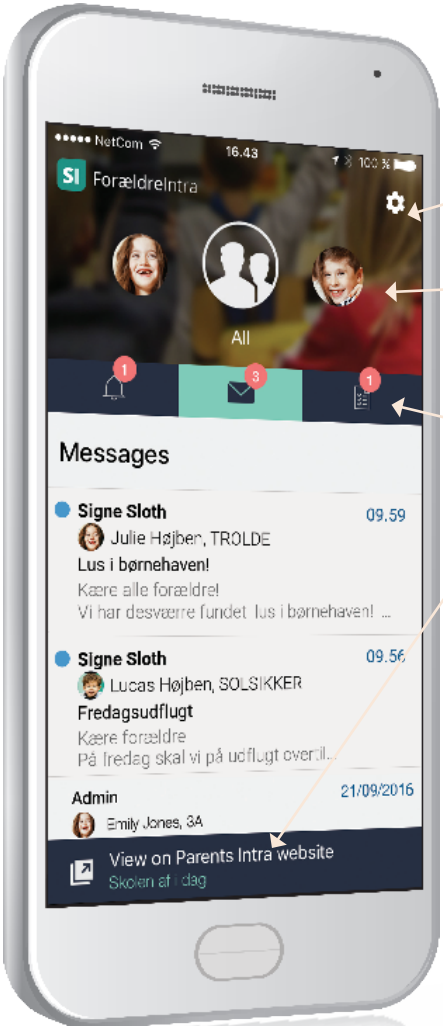 NetCom
16.43
100 %
SI
ForældreIntra
All
1
3
1
Messages
Signe Sloth
09.59
Julie Højben, TROLDE
Lus i børnehaven!
Kære alle forældre!
Vi har desværre fundet lus i børnehaven! ...
Signe Sloth
09.56
Lucas Højben, SOLSIKKER
Fredagsudflugt
Kære forældre
På fredag skal vi på udflugt overtil...
Admin
21/09/2016
Emily Jones, 3A
View on Parents Intra website
Skolen af i dag